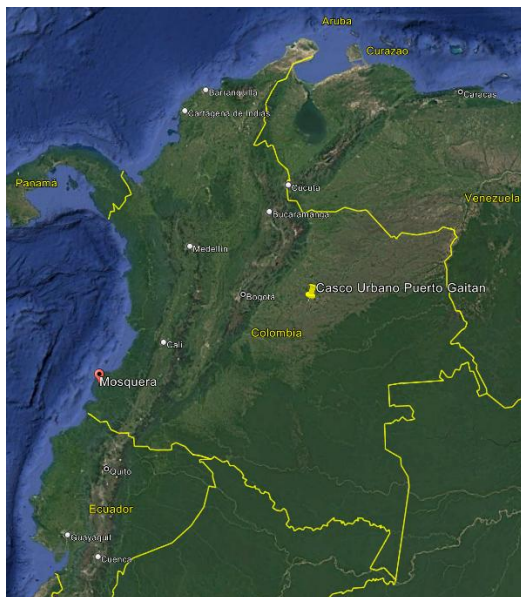 Aruba
Curazao
Barranquilla
Caracas
Cartagena de Indias
Panamá
Cúcuta
Venezuela
Bucaramanga
Medellín
Casco Urbano Puerto Gaitan
Bogotá
Colombia
Cali
Mosquera
Quito
Ecuador
Guayaquil
Cuenca